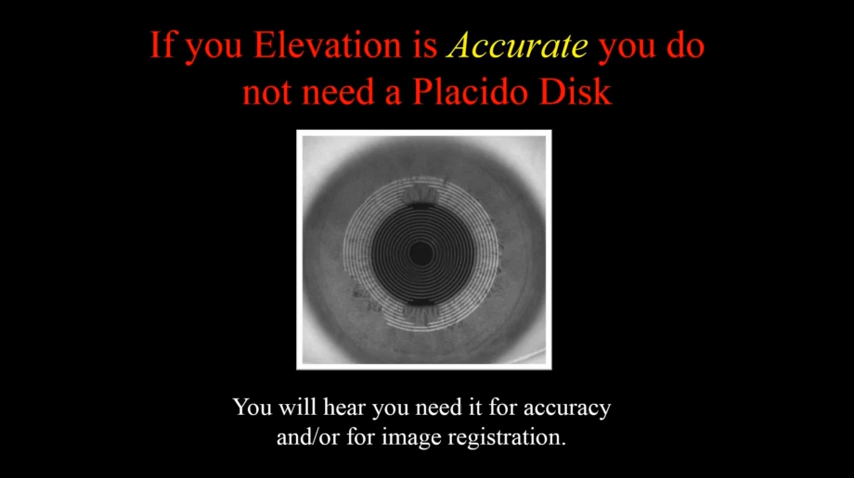 If you Elevation is Accurate you do
not need a Placido Disk
You will hear you need it for accuracy
and/or for image registration.